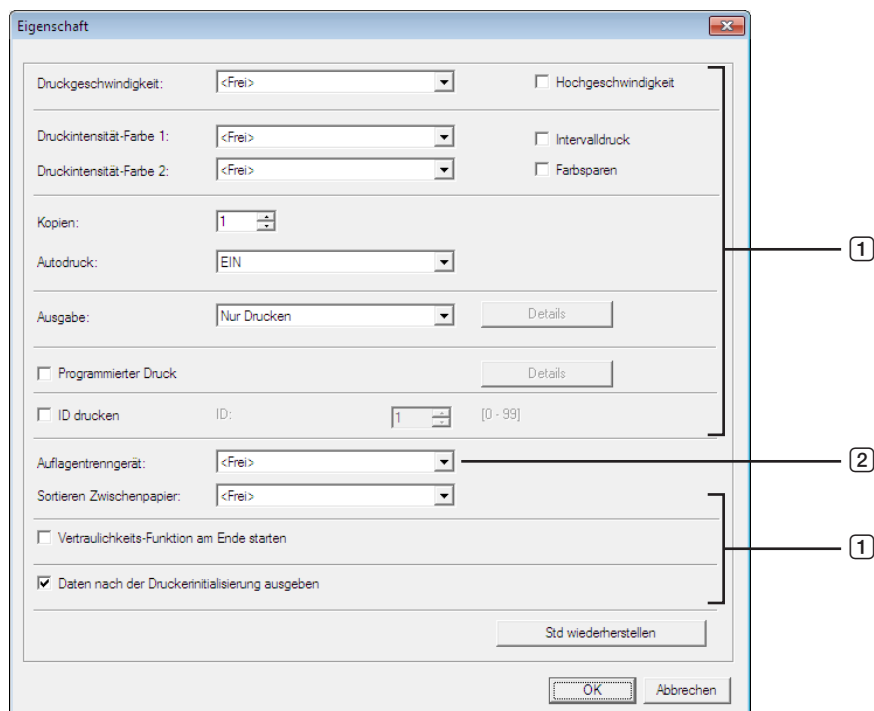 Eigenschaft
Druckgeschwindigkeit: <Frei> Hochgeschwindigkeit
Druckintensität-Farbe 1: <Frei> Intervalldruck
Druckintensität-Farbe 2: <Frei> Farbsparen
Kopien: 1
1
Autodruck: EIN
Ausgabe: Nur Drucken Details
Programmierter Druck Details
ID drucken ID: 1 [0 - 99]
Auflagentrenngerät: <Frei> 2
Sortieren Zwischenpapier: <Frei>
Vertraulichkeits-Funktion am Ende starten
1
Daten nach der Druckerinitialisierung ausgeben
Std wiederherstellen
OK Abbrechen